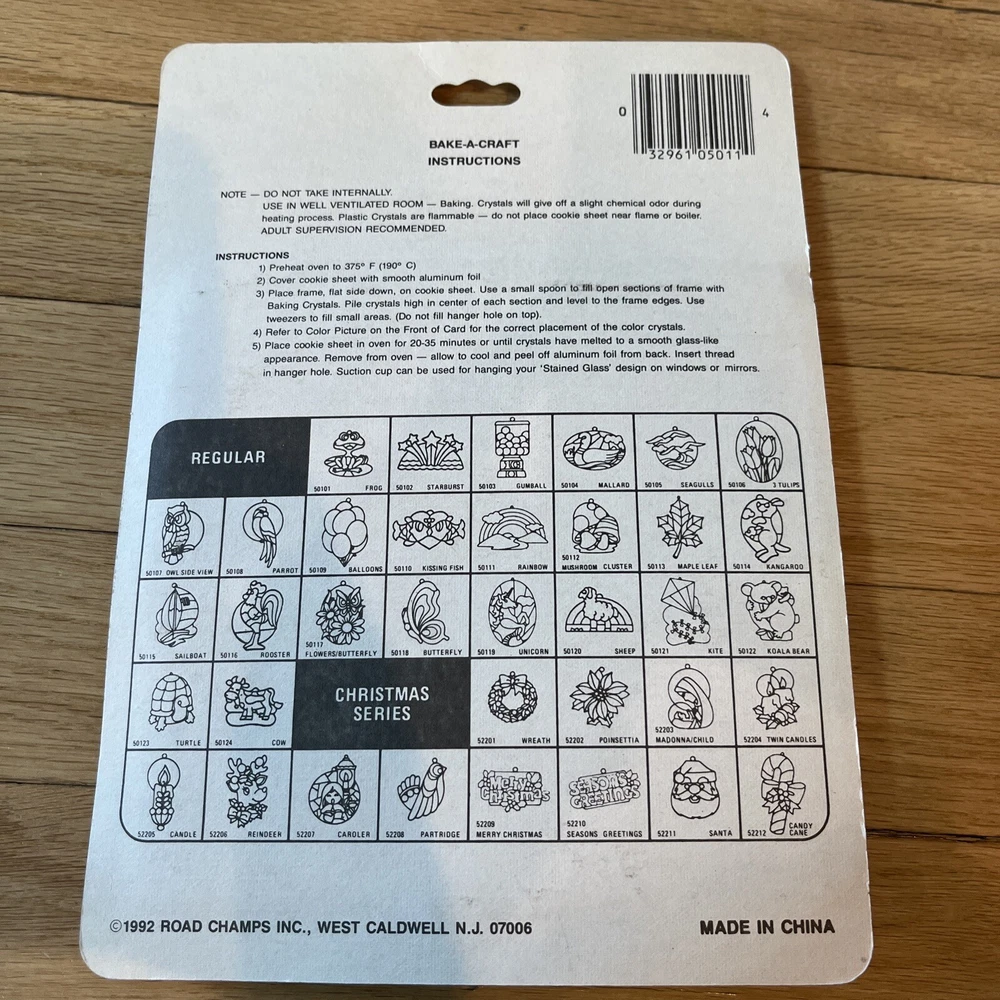 BAKE-A-CRAFT
INSTRUCTIONS
0 32961 05011 4
NOTE — DO NOT TAKE INTERNALLY.
USE IN WELL VENTILATED ROOM — Baking. Crystals will give off a slight chemical odor during
heating process. Plastic Crystals are flammable — do not place cookie sheet near flame or boiler.
ADULT SUPERVISION RECOMMENDED.
INSTRUCTIONS
1) Preheat oven to 375° F (190° C)
2) Cover cookie sheet with smooth aluminum foil
3) Place frame, flat side down, on cookie sheet. Use a small spoon to fill open sections of frame with
Baking Crystals. Pile crystals high in center of each section and level to the frame edges. Use
tweezers to fill small areas. (Do not fill hanger hole on top).
4) Refer to Color Picture on the Front of Card for the correct placement of the color crystals.
5) Place cookie sheet in oven for 20-35 minutes or until crystals have melted to a smooth glass-like
appearance. Remove from oven — allow to cool and peel off aluminum foil from back. Insert thread
in hanger hole. Suction cup can be used for hanging your 'Stained Glass' design on windows or mirrors.
REGULAR
50101 FROG
50102 STARBURST
50103 GUMBALL
50104 MALLARD
50105 SEAGULLS
50106 3 TULIPS
50107 OWL SIDE VIEW
50108 PARROT
50109 BALLOONS
50110 KISSING FISH
50111 RAINBOW
50112
MUSHROOM CLUSTER
50113 MAPLE LEAF
50114 KANGAROO
50115 SAILBOAT
50116 ROOSTER
50117
FLOWERS/BUTTERFLY
50118 BUTTERFLY
50119 UNICORN
50120 SHEEP
50121 KITE
50122 KOALA BEAR
50123 TURTLE
50124 COW
CHRISTMAS
SERIES
52201 WREATH
52202 POINSETTIA
52203
MADONNA/CHILD
52204 TWIN CANDLES
52205 CANDLE
52206 REINDEER
52207 CAROLER
52208 PARTRIDGE
Merry
Christmas
52209
MERRY CHRISTMAS
SEASONS
GREETINGS
52210
SEASONS GREETINGS
52211 SANTA
52212 CANDY
CANE
©1992 ROAD CHAMPS INC., WEST CALDWELL N.J. 07006
MADE IN CHINA